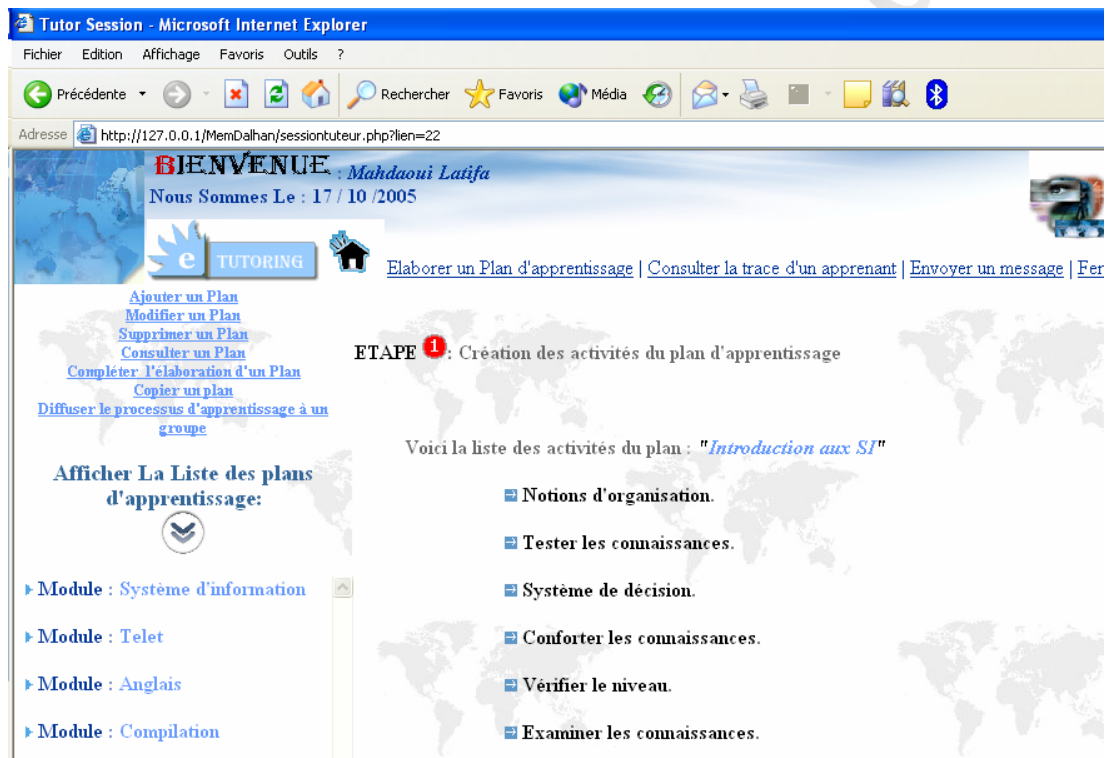 Tutor Session - Microsoft Internet Explorer
Fichier Edition Affichage Favoris Outils ?
Précédente Rechercher Favoris Média
Adresse http://127.0.0.1/MemDalhan/sessiontuteur.php?lien=22
BIENVENUE : Mahdaoui Latifa
Nous Sommes Le : 17 / 10 /2005
e TUTORING
Elaborer un Plan d'apprentissage | Consulter la trace d'un apprenant | Envoyer un message | Fer
Ajouter un Plan
Modifier un Plan
Supprimer un Plan
Consulter un Plan
Compléter l'élaboration d'un Plan
Copier un plan
Diffuser le processus d'apprentissage à un
groupe
Afficher La Liste des plans
d'apprentissage:
Module : Système d'information
Module : Telet
Module : Anglais
Module : Compilation
ETAPE 1 : Création des activités du plan d'apprentissage
Voici la liste des activités du plan : "Introduction aux SI"
Notions d'organisation.
Tester les connaissances.
Système de décision.
Conforter les connaissances.
Vérifier le niveau.
Examiner les connaissances.